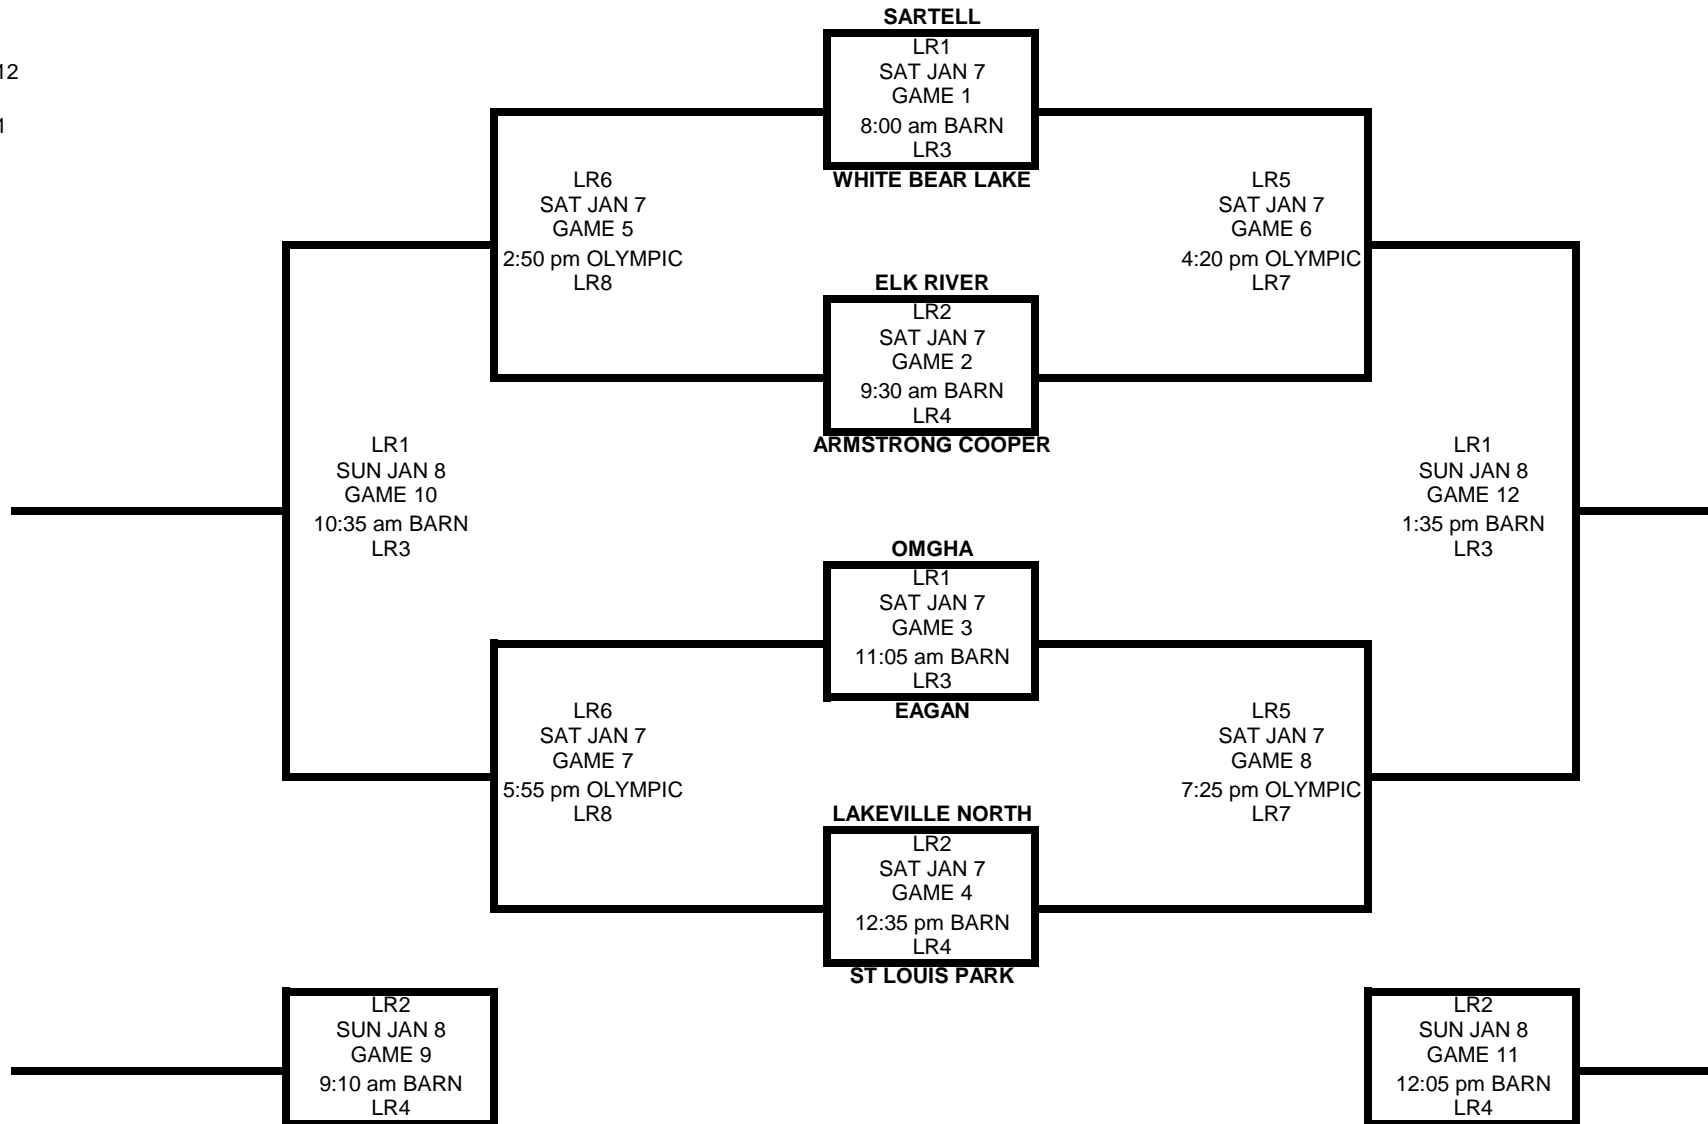 SARTELL
LR1
SAT JAN 7
GAME 1
8:00 am BARN
LR3
WHITE BEAR LAKE
LR6
SAT JAN 7
GAME 5
2:50 pm OLYMPIC
LR8
LR5
SAT JAN 7
GAME 6
4:20 pm OLYMPIC
LR7
ELK RIVER
LR2
SAT JAN 7
GAME 2
9:30 am BARN
LR4
ARMSTRONG COOPER
LR1
SUN JAN 8
GAME 10
10:35 am BARN
LR3
LR1
SUN JAN 8
GAME 12
1:35 pm BARN
LR3
OMGHA
LR1
SAT JAN 7
GAME 3
11:05 am BARN
LR3
EAGAN
LR6
SAT JAN 7
GAME 7
5:55 pm OLYMPIC
LR8
LR5
SAT JAN 7
GAME 8
7:25 pm OLYMPIC
LR7
LAKEVILLE NORTH
LR2
SAT JAN 7
GAME 4
12:35 pm BARN
LR4
ST LOUIS PARK
LR2
SUN JAN 8
GAME 9
9:10 am BARN
LR4
LR2
SUN JAN 8
GAME 11
12:05 pm BARN
LR4